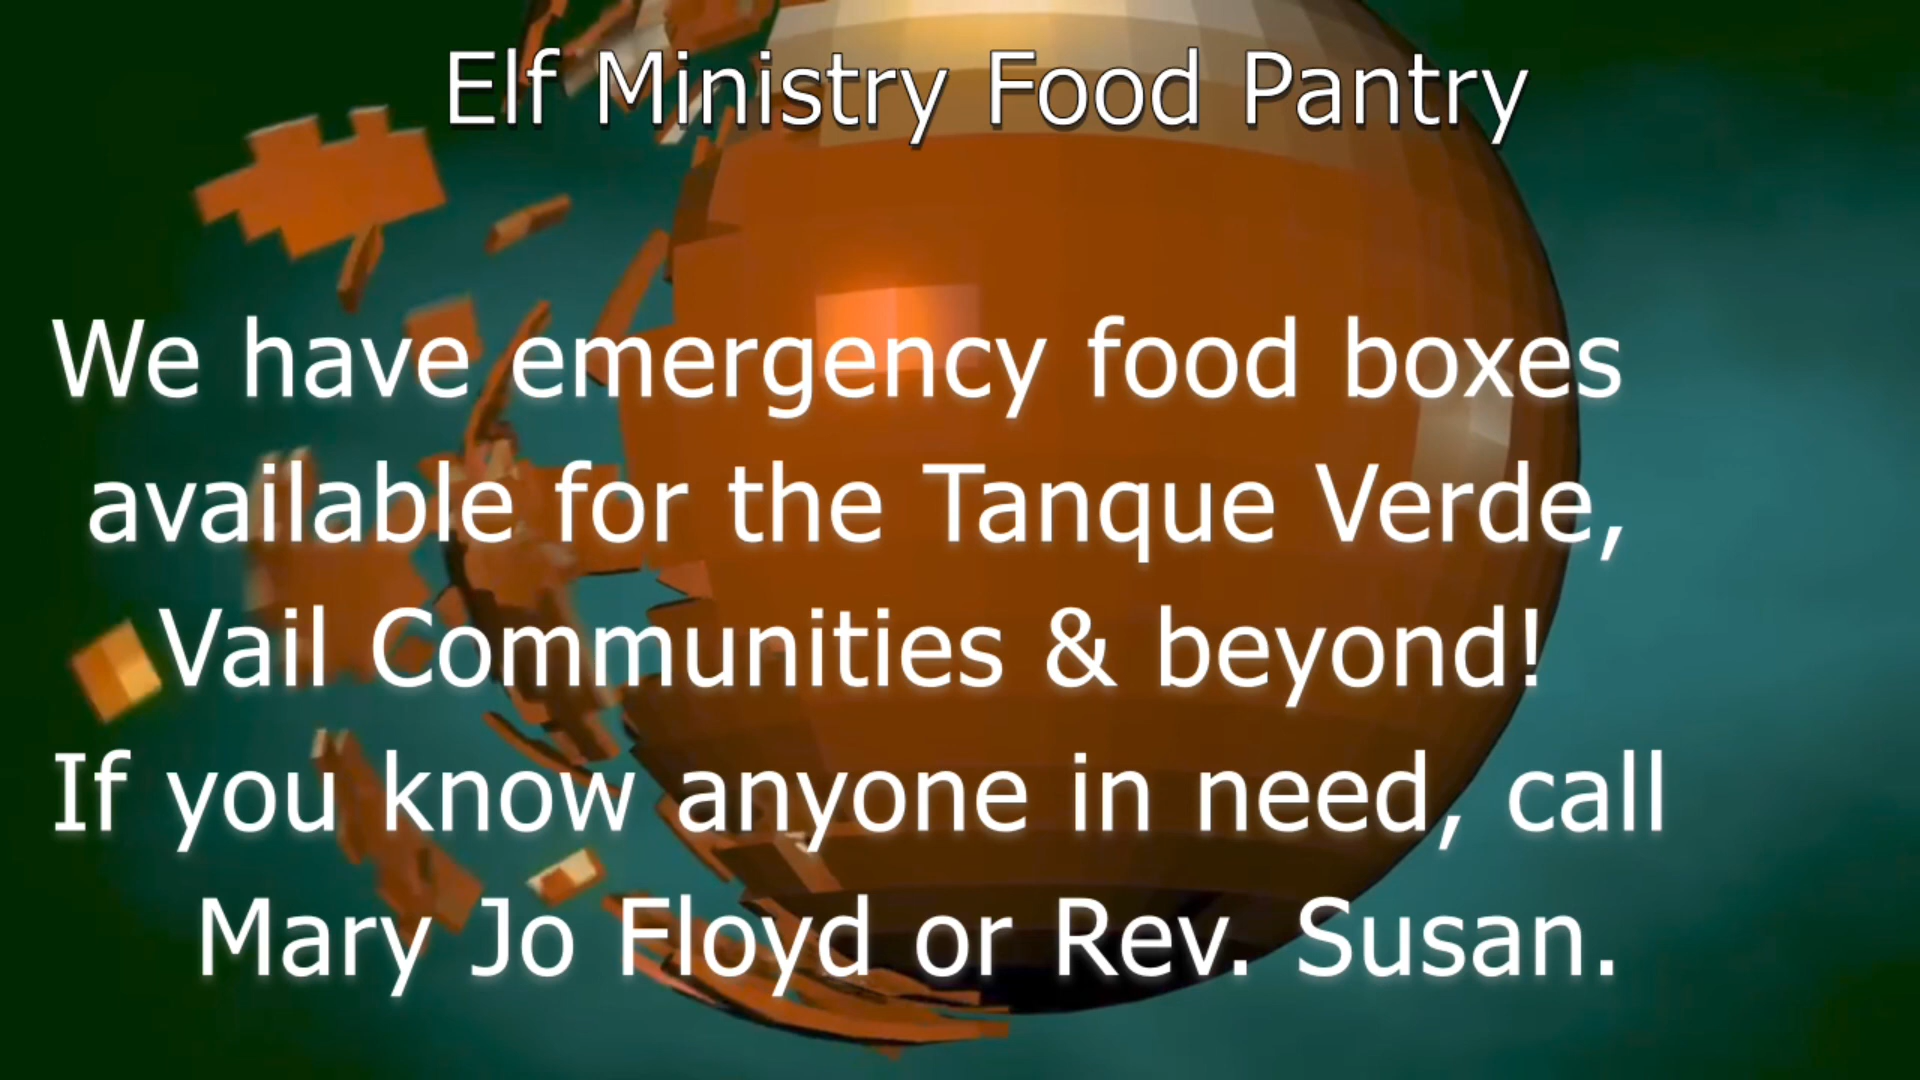 Elf Ministry Food Pantry
We have emergency food boxes
available for the Tanque Verde,
Vail Communities & beyond!
If you know anyone in need, call
Mary Jo Floyd or Rev. Susan.